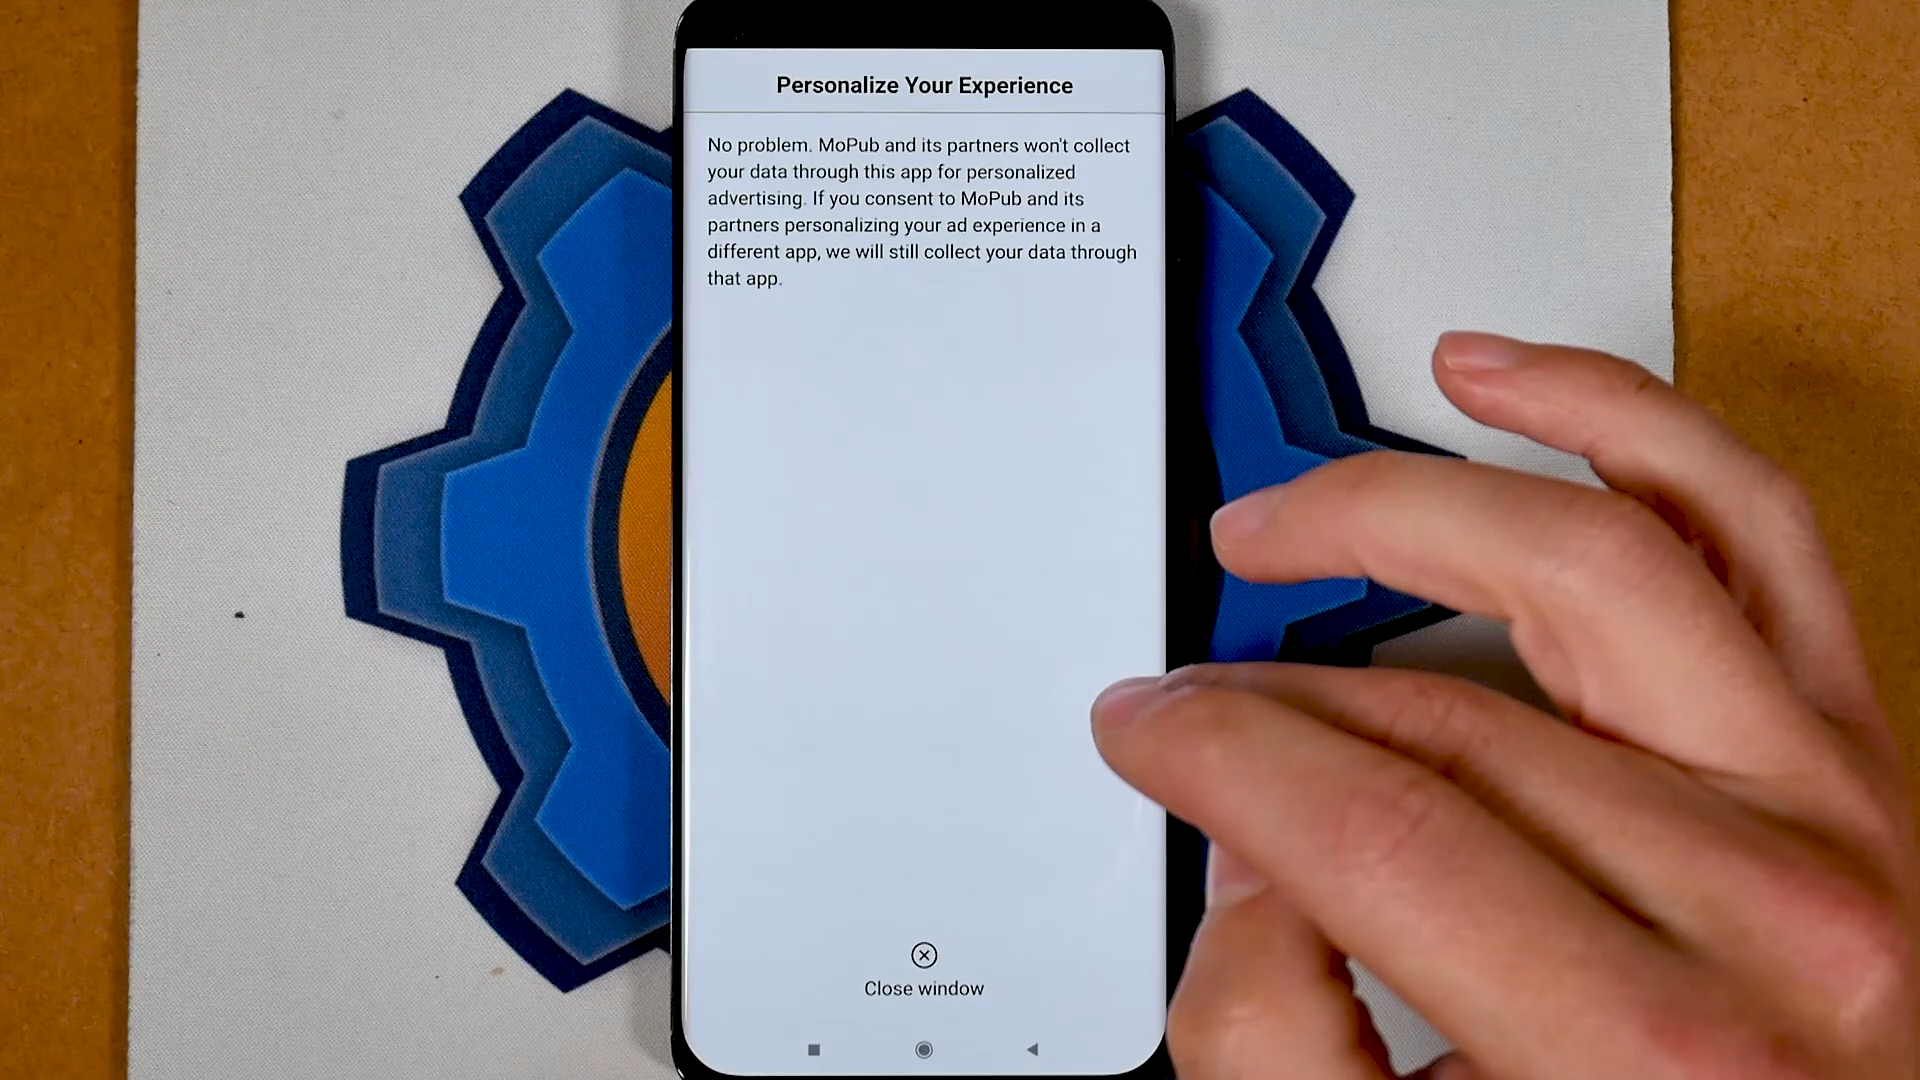 Personalize Your Experience
No problem. MoPub and its partners won't collect
your data through this app for personalized
advertising. If you consent to MoPub and its
partners personalizing your ad experience in a
different app, we will still collect your data through
that app.
Close window